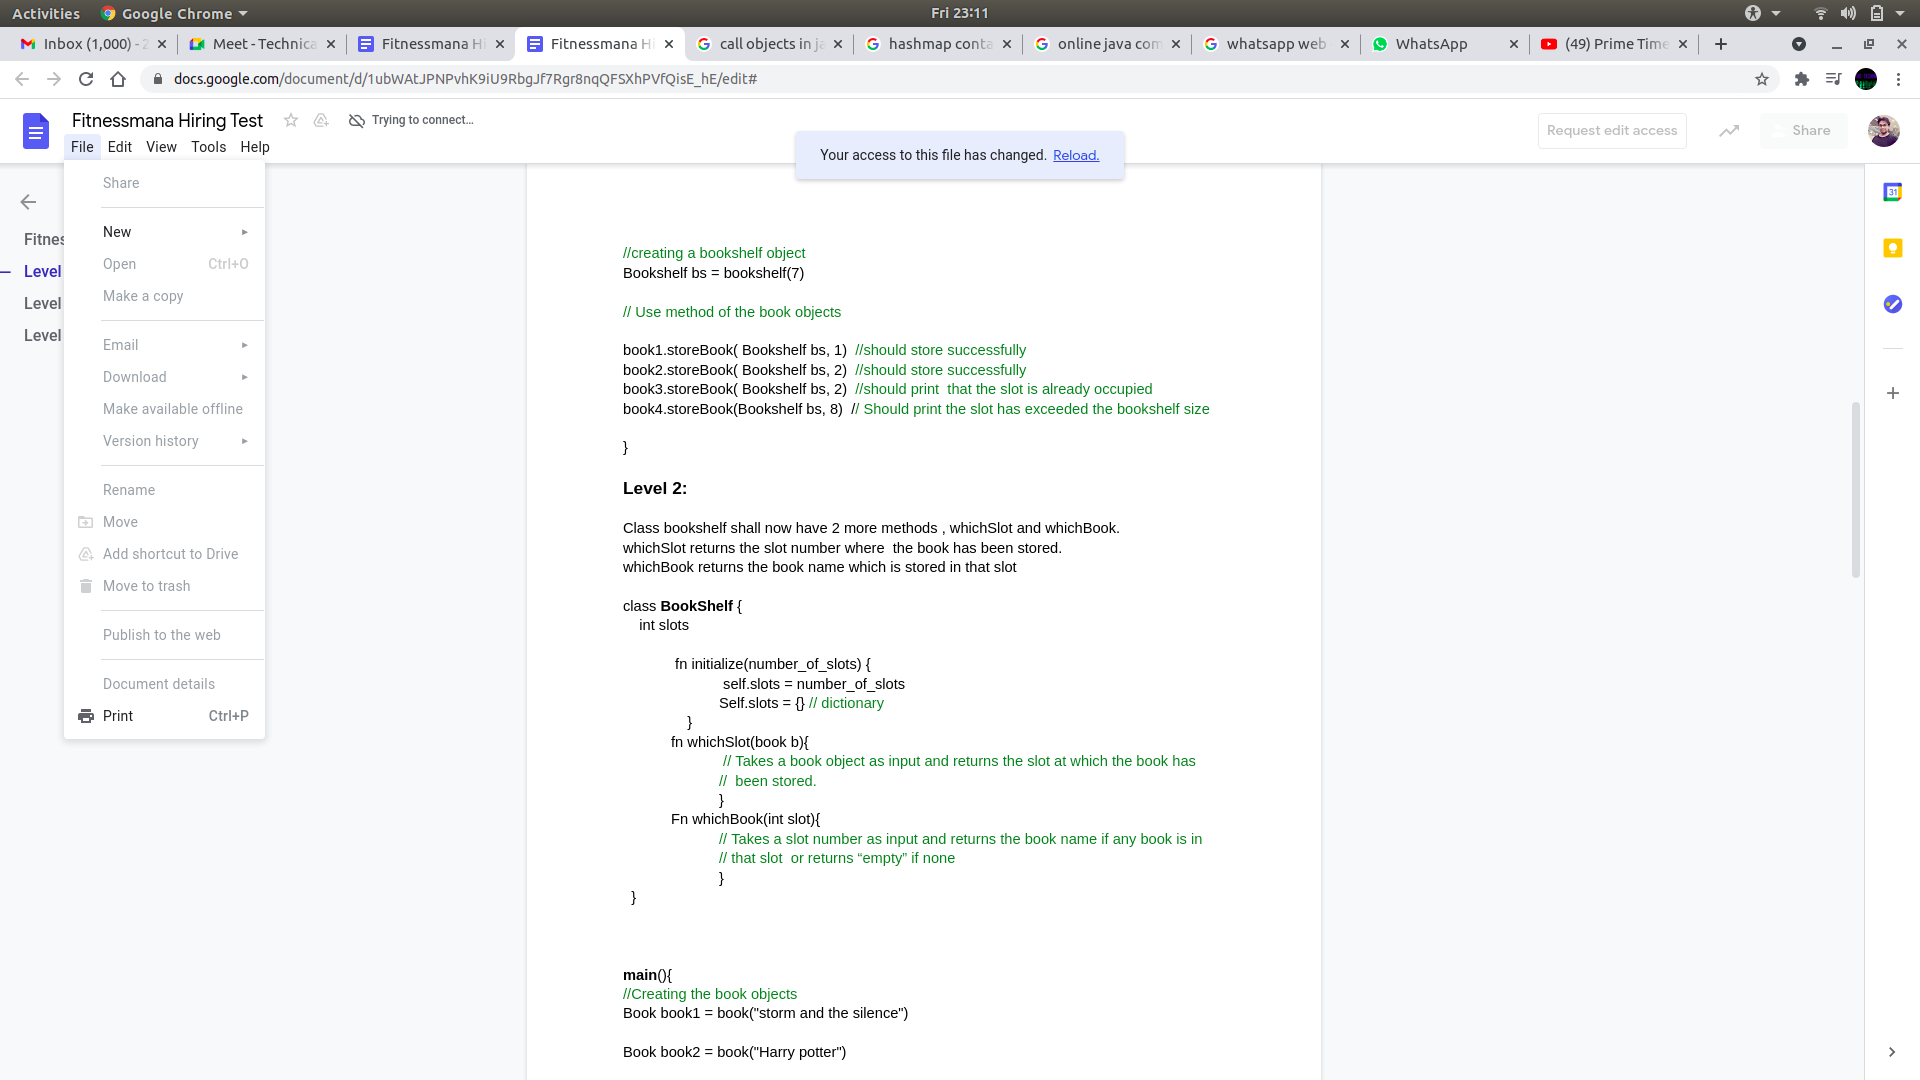 Activities
Google Chrome
Fri 23:11
Inbox (1,000) - 2
Meet - Technica
Fitnessmana Hi
Fitnessmana Hi
call objects in ja
hashmap conta
online java com
whatsapp web
WhatsApp
(49) Prime Time
docs.google.com/document/d/1ubWAtJPNPvhK9iU9RbgJf7Rgr8nqQFSXhPVfQisE_hE/edit#
Fitnessmana Hiring Test
Trying to connect...
File Edit View Tools Help
Your access to this file has changed. Reload.
Request edit access
Share
Share
New
Open Ctrl+O
Make a copy
Email
Download
Make available offline
Version history
Rename
Move
Add shortcut to Drive
Move to trash
Publish to the web
Document details
Print Ctrl+P
Fitnes
Level
Level
Level
//creating a bookshelf object
Bookshelf bs = bookshelf(7)
// Use method of the book objects
book1.storeBook( Bookshelf bs, 1)  //should store successfully
book2.storeBook( Bookshelf bs, 2)  //should store successfully
book3.storeBook( Bookshelf bs, 2)  //should print  that the slot is already occupied
book4.storeBook(Bookshelf bs, 8)  // Should print the slot has exceeded the bookshelf size
}
Level 2:
Class bookshelf shall now have 2 more methods , whichSlot and whichBook.
whichSlot returns the slot number where  the book has been stored.
whichBook returns the book name which is stored in that slot
class BookShelf {
int slots
fn initialize(number_of_slots) {
self.slots = number_of_slots
Self.slots = {} // dictionary
}
fn whichSlot(book b){
// Takes a book object as input and returns the slot at which the book has
//  been stored.
}
Fn whichBook(int slot){
// Takes a slot number as input and returns the book name if any book is in
// that slot  or returns “empty” if none
}
}
main(){
//Creating the book objects
Book book1 = book("storm and the silence")
Book book2 = book("Harry potter")
31